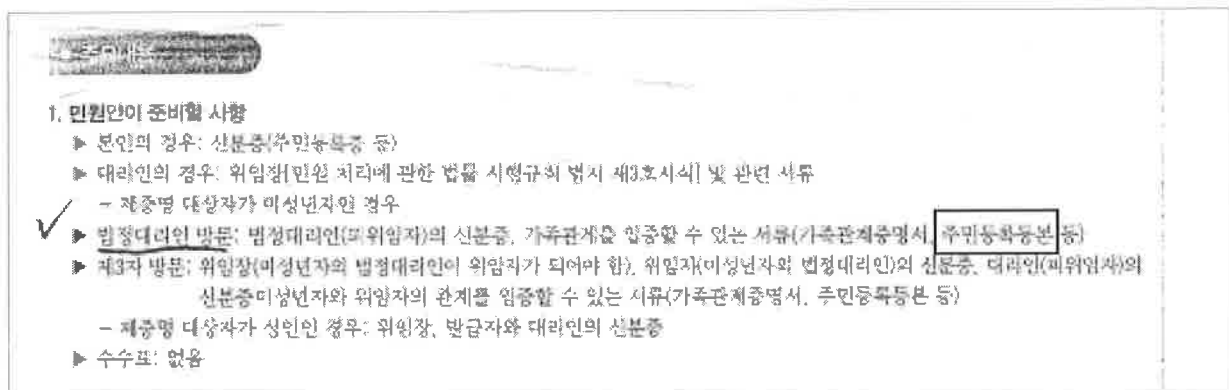 1. 민원인이 준비할 사항
▶ 본인의 경우: 신분증(주민등록증 등)
▶ 대리인의 경우: 위임장[민원 처리에 관한 법률 시행규칙 별지 제3호서식] 및 관련 서류
- 제증명 대상자가 미성년자인 경우
▶ 법정대리인 방문: 법정대리인(피위임자)의 신분증, 가족관계를 입증할 수 있는 서류(가족관계증명서, 주민등록등본 등)
▶ 제3자 방문: 위임장(미성년자의 법정대리인이 위임자가 되어야 함), 위임자(미성년자의 법정대리인)의 신분증, 대리인(피위임자)의
신분증미성년자와 위임자의 관계를 입증할 수 있는 서류(가족관계증명서, 주민등록등본 등)
- 제증명 대상자가 성인인 경우: 위임장, 발급자와 대리인의 신분증
▶ 수수료: 없음